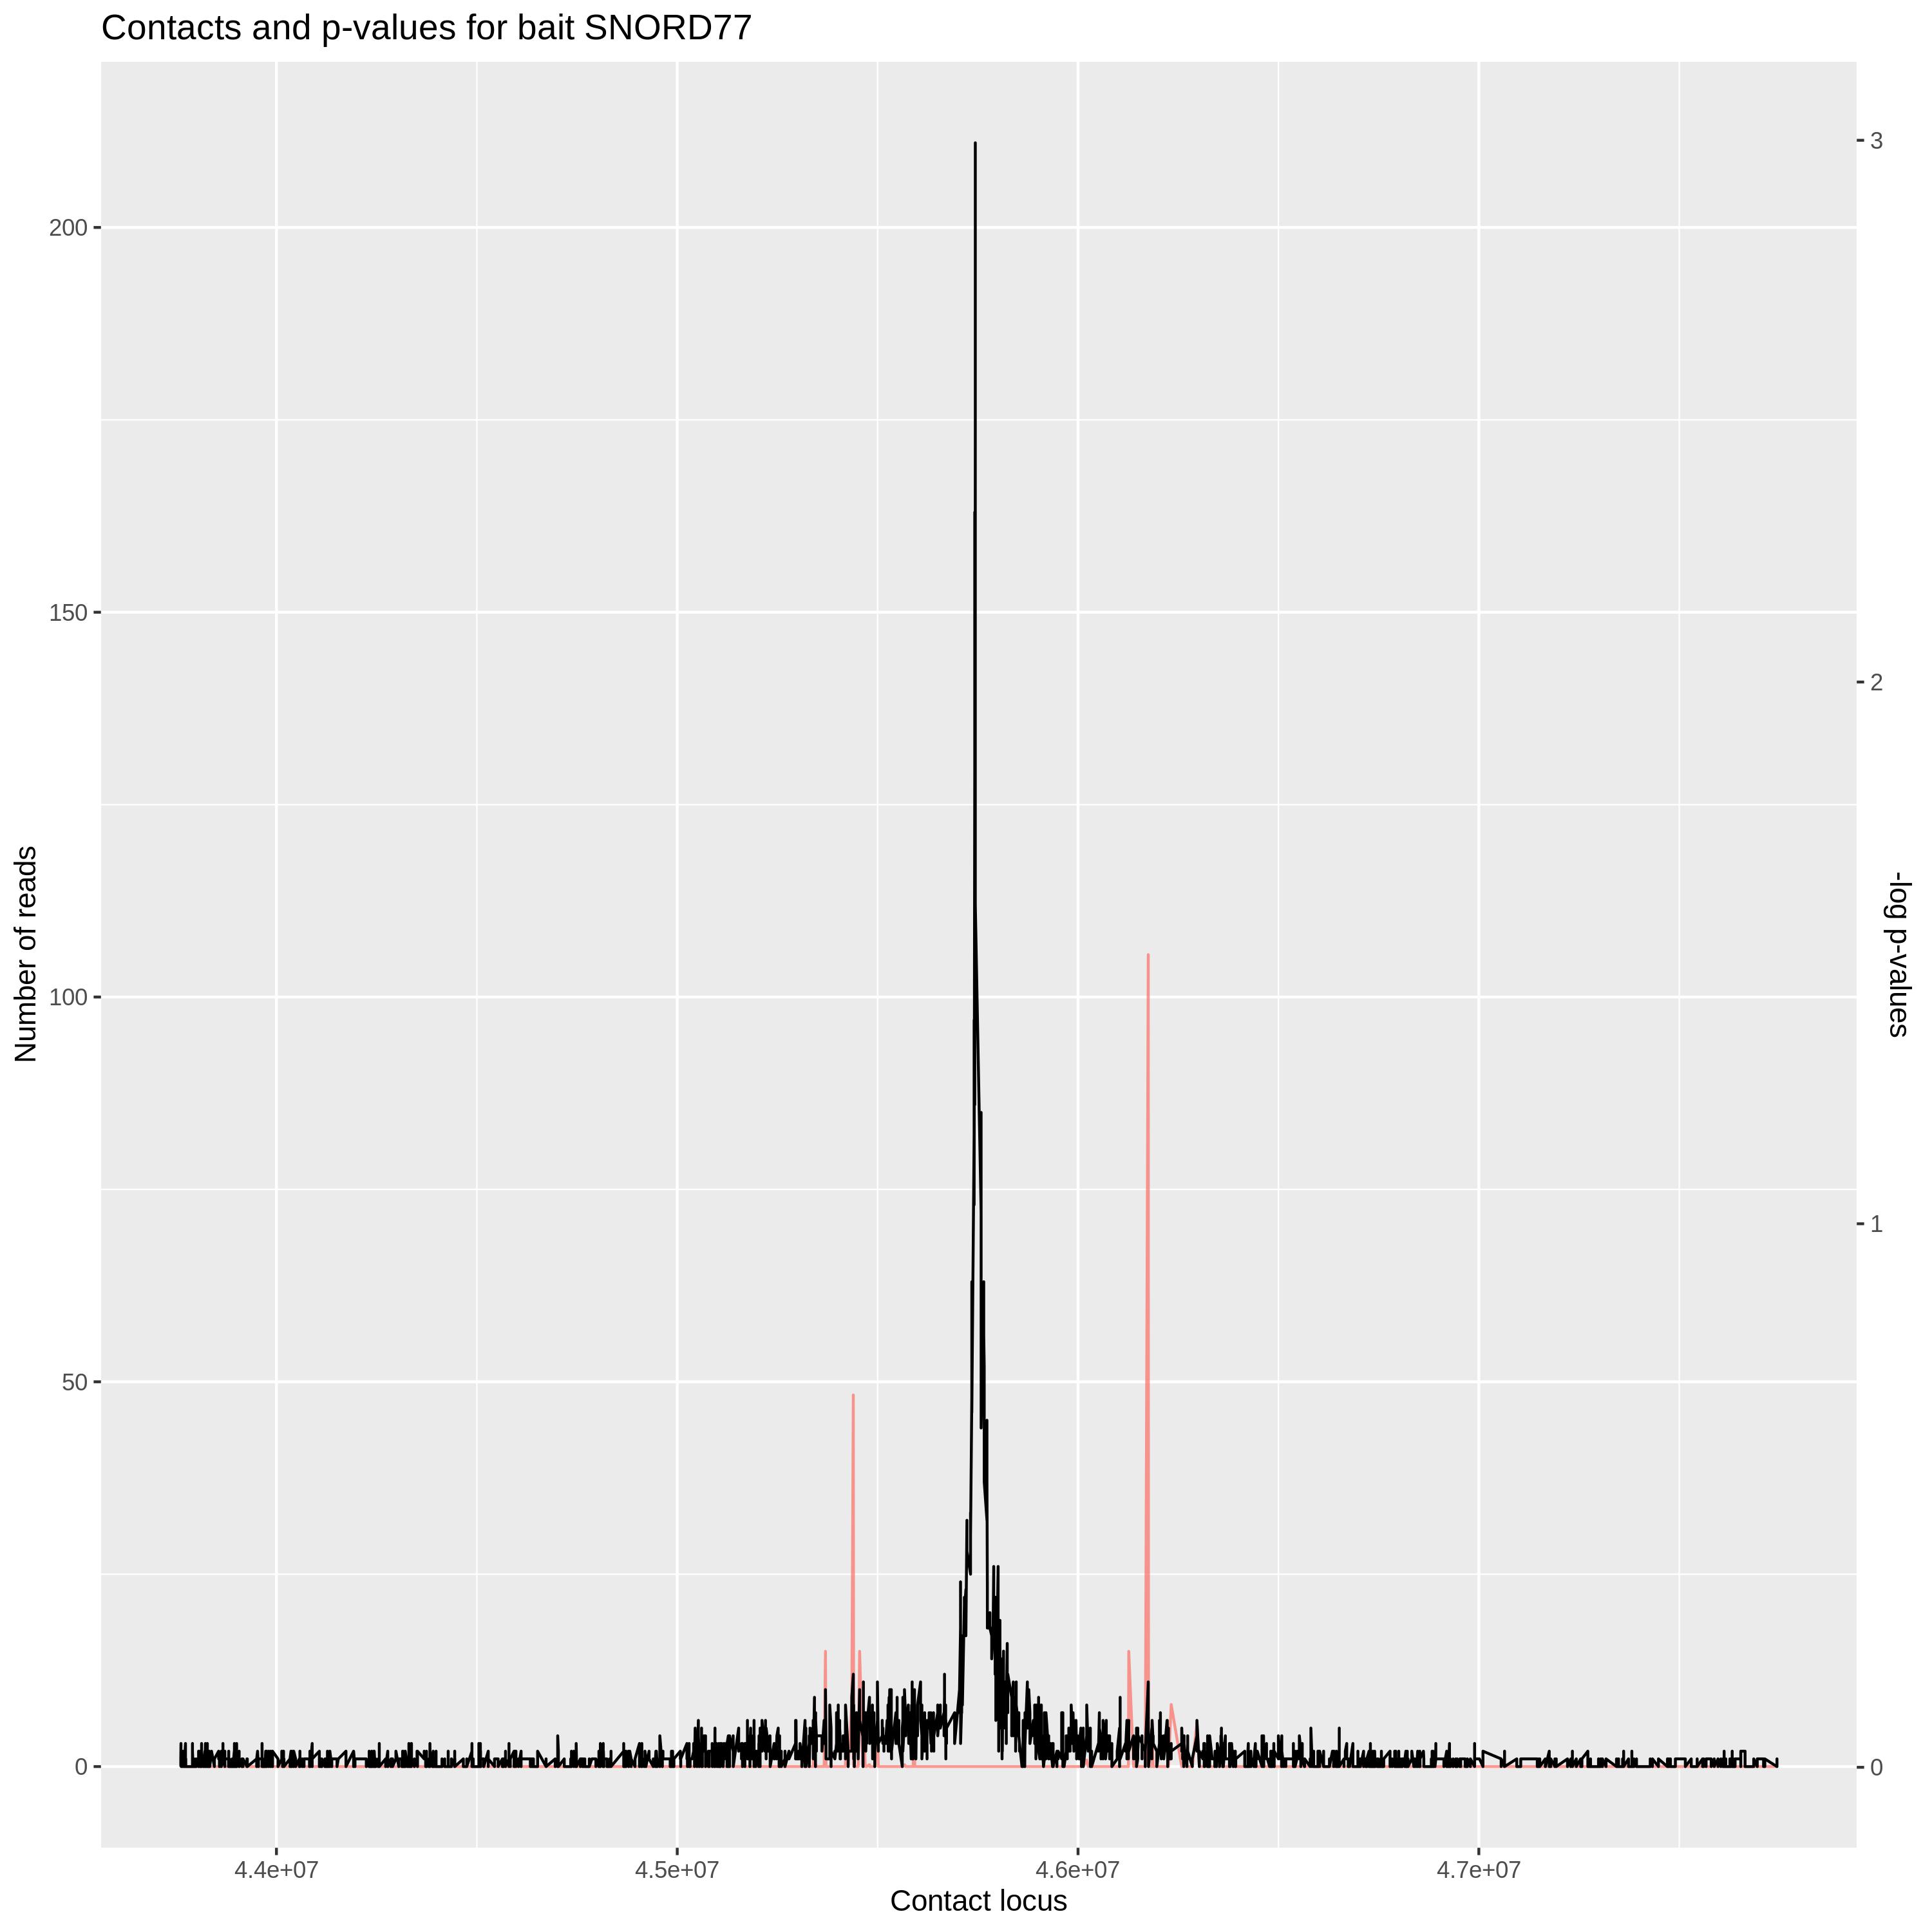 Contacts and p-values for bait SNORD77
200
150
100
50
0
Number of reads
3
2
1
0
-log p-values
4.4e+07
4.5e+07
4.6e+07
4.7e+07
Contact locus